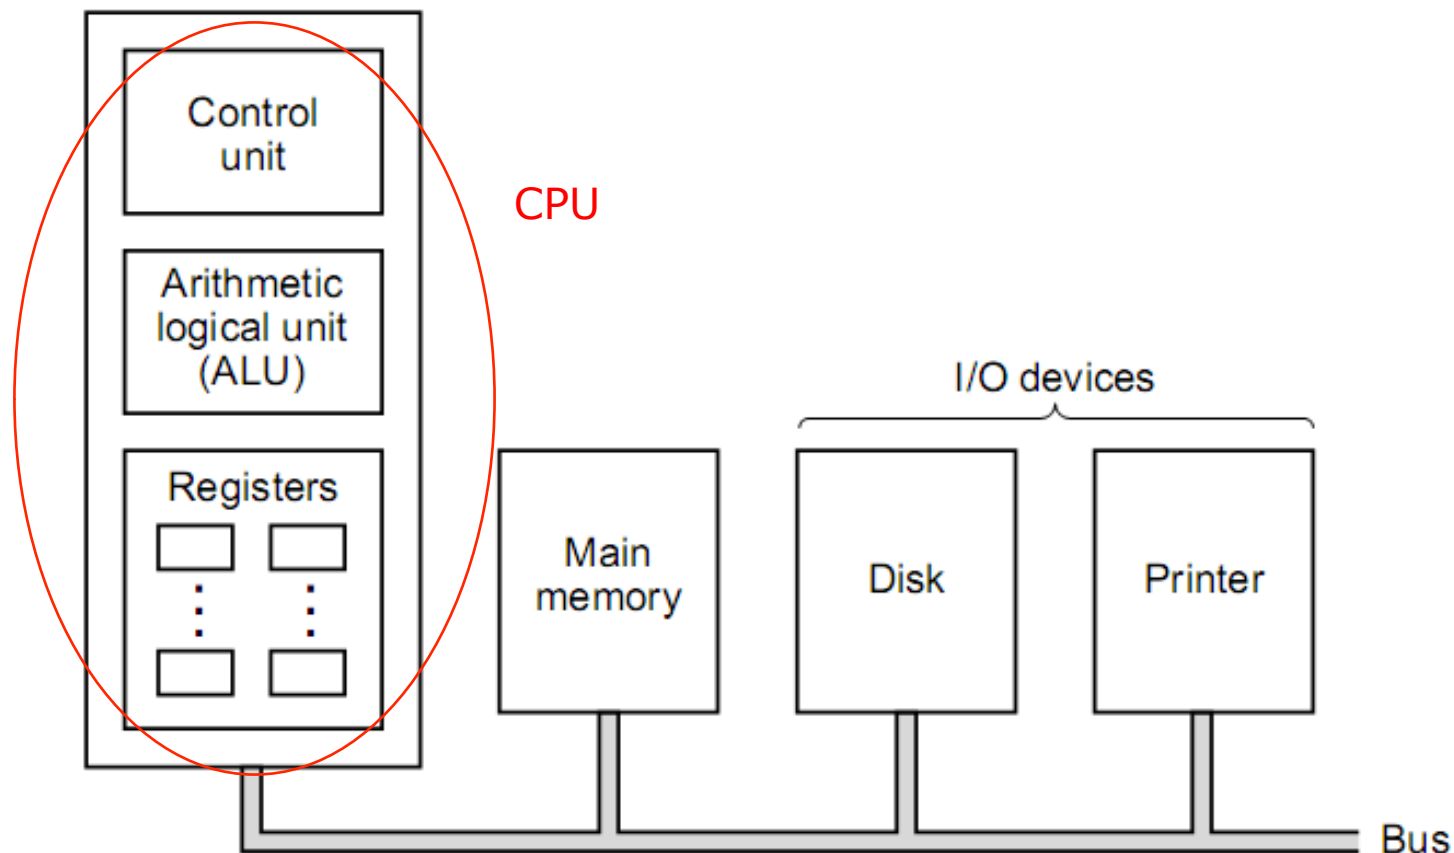 Control
unit
CPU
Arithmetic
logical unit
(ALU)
I/O devices
Registers
Main
memory
Disk
Printer
Bus